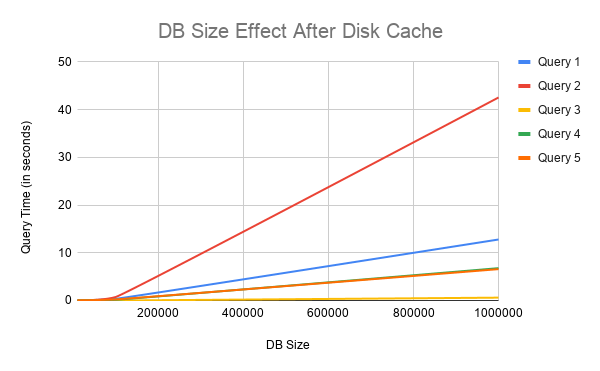 DB Size Effect After Disk Cache
Query Time (in seconds)
50
40
30
20
10
0
200000 400000 600000 800000 1000000
DB Size
Query 1
Query 2
Query 3
Query 4
Query 5